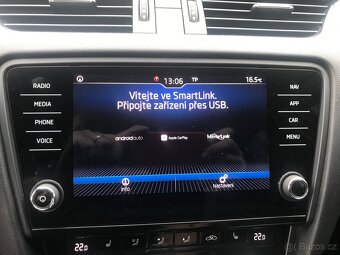 RADIO
MEDIA
PHONE
VOICE
13:06
TP
16.5°C
Vítejte ve SmartLink.
Připojte zařízení přes USB.
androidauto
Apple CarPlay
MirrorLink
Info
Nastavení
NAV
APP
CAR
MENU
22.0
22.0